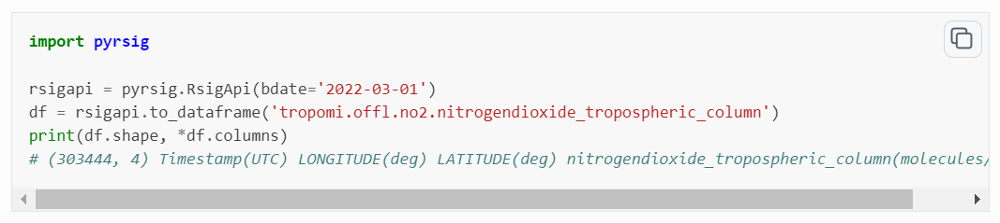 import pyrsig
rsigapi = pyrsig.RsigApi(bdate='2022-03-01')
df = rsigapi.to_dataframe('tropomi.offl.no2.nitrogendioxide_tropospheric_column')
print(df.shape, *df.columns)
# (303444, 4) Timestamp(UTC) LONGITUDE(deg) LATITUDE(deg) nitrogendioxide_tropospheric_column(molecules/